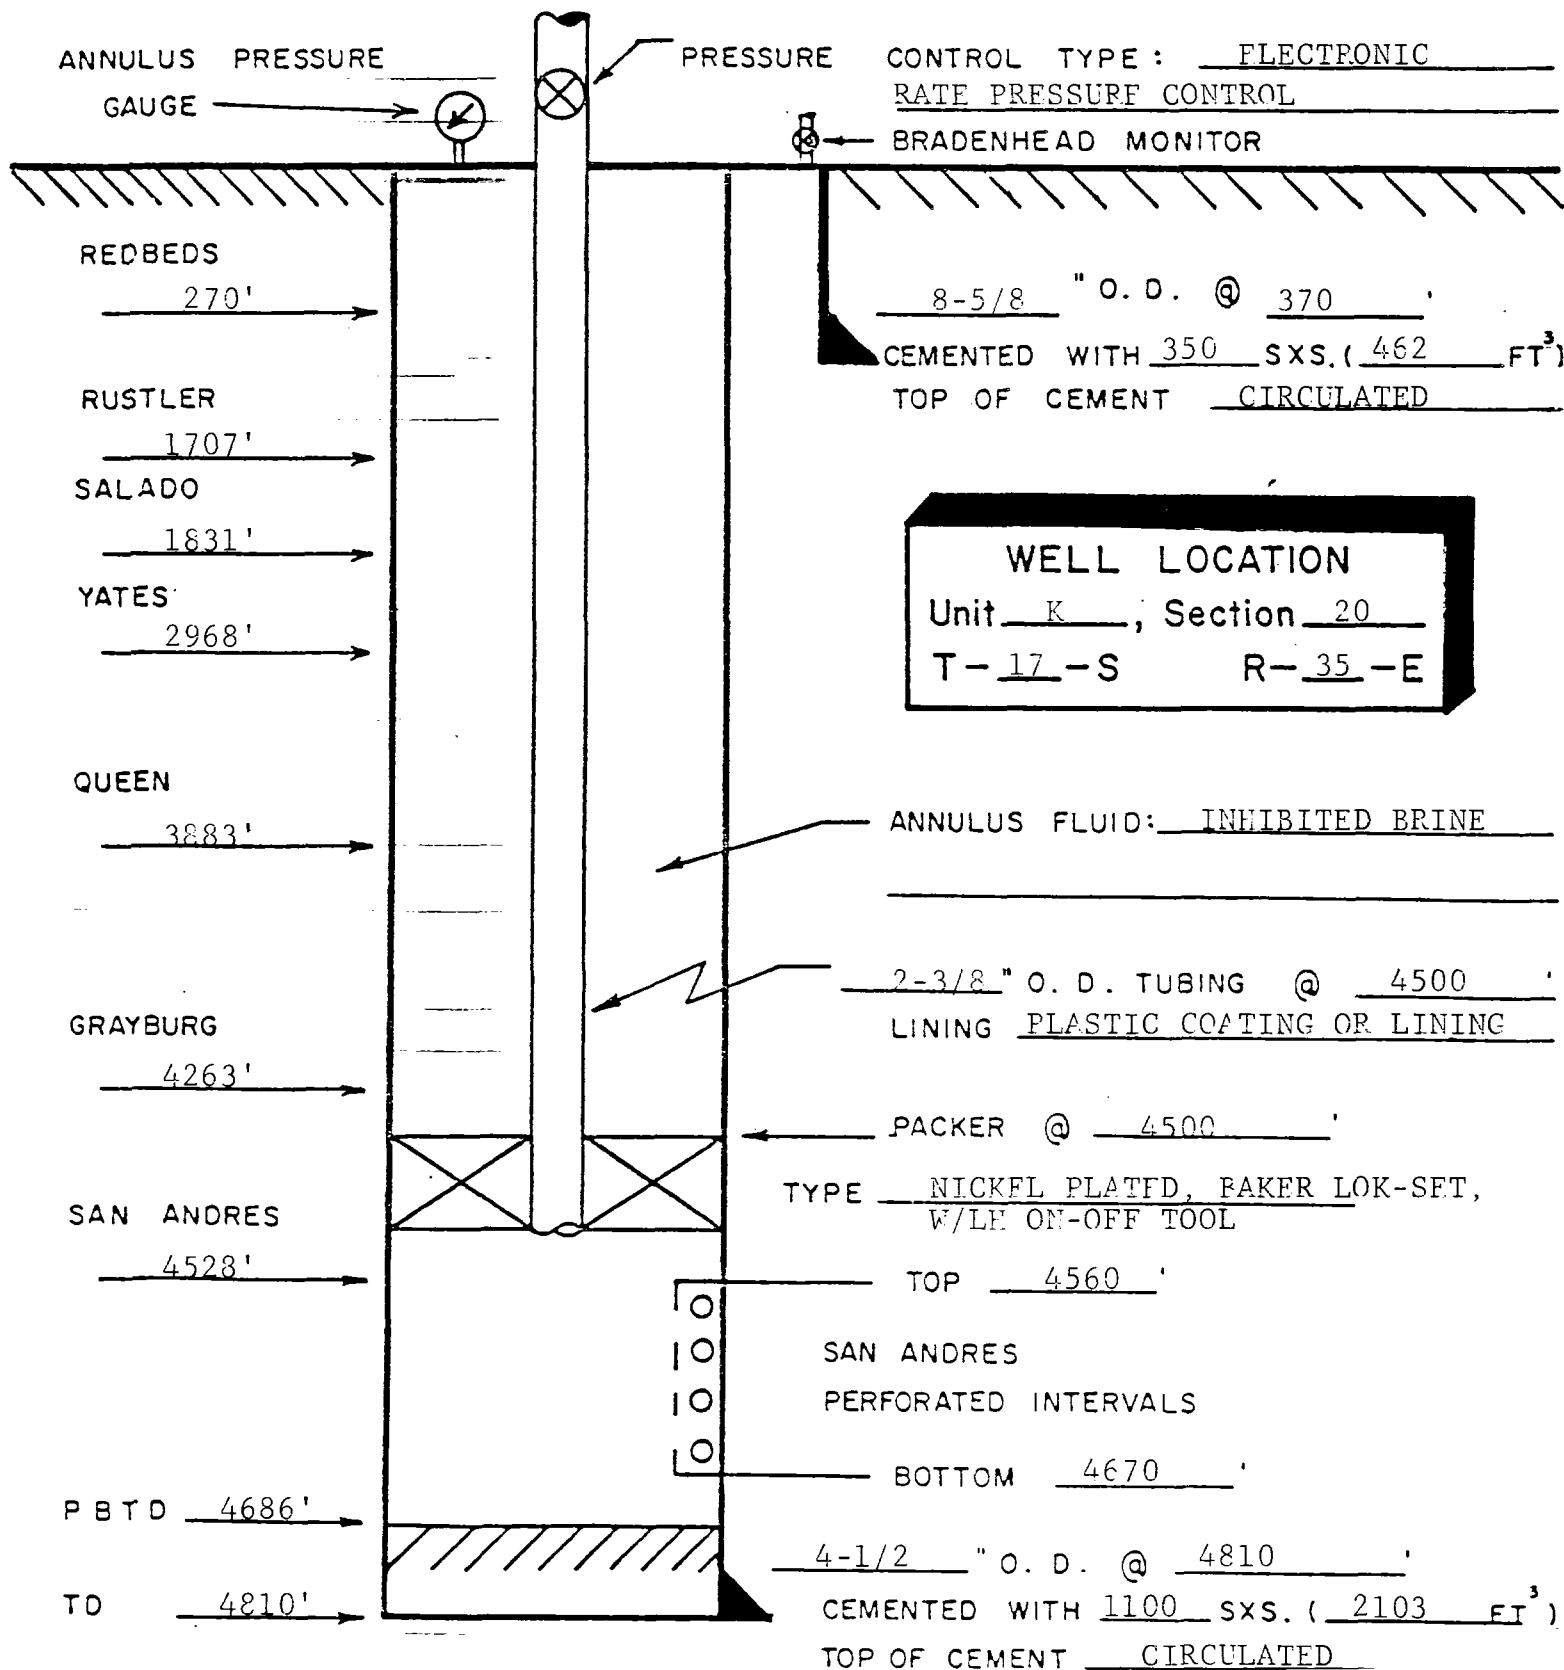 ANNULUS PRESSURE
GAUGE
PRESSURE CONTROL TYPE: ELECTRONIC
RATE PRESSURE CONTROL
BRADENHEAD MONITOR
REDBEDS
270'
8-5/8 " O.D. @ 370 '
CEMENTED WITH 350 SXS. ( 462 FT³)
TOP OF CEMENT CIRCULATED
RUSTLER
1707'
SALADO
1831'
YATES
2968'
WELL LOCATION
Unit K , Section 20
T-17-S R-35-E
QUEEN
3883'
ANNULUS FLUID: INHIBITED BRINE
2-3/8 " O.D. TUBING @ 4500 '
LINING PLASTIC COATING OR LINING
GRAYBURG
4263'
PACKER @ 4500 '
TYPE NICKEL PLATED, BAKER LOK-SET,
W/LH ON-OFF TOOL
SAN ANDRES
4528'
TOP 4560 '
SAN ANDRES
PERFORATED INTERVALS
BOTTOM 4670 '
PBTD 4686'
4-1/2 " O.D. @ 4810 '
TD 4810'
CEMENTED WITH 1100 SXS. ( 2103 FT³)
TOP OF CEMENT CIRCULATED